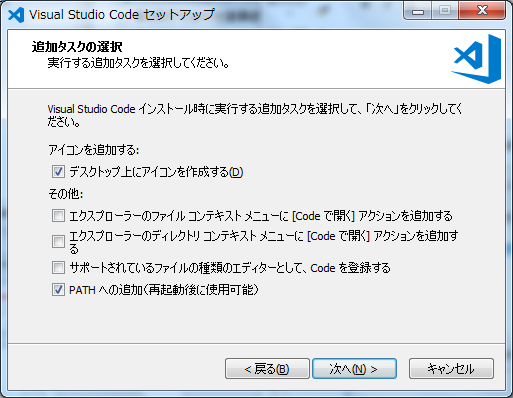 Visual Studio Code セットアップ
追加タスクの選択
実行する追加タスクを選択してください。
Visual Studio Code インストール時に実行する追加タスクを選択して、「次へ」をクリックしてく
ださい。
アイコンを追加する:
デスクトップ上にアイコンを作成する(D)
その他:
エクスプローラーのファイル コンテキスト メニューに [Code で開く] アクションを追加する
エクスプローラーのディレクトリ コンテキスト メニューに [Code で開く] アクションを追加す
る
サポートされているファイルの種類のエディターとして、Code を登録する
PATH への追加（再起動後に使用可能）
< 戻る(B)
次へ(N) >
キャンセル